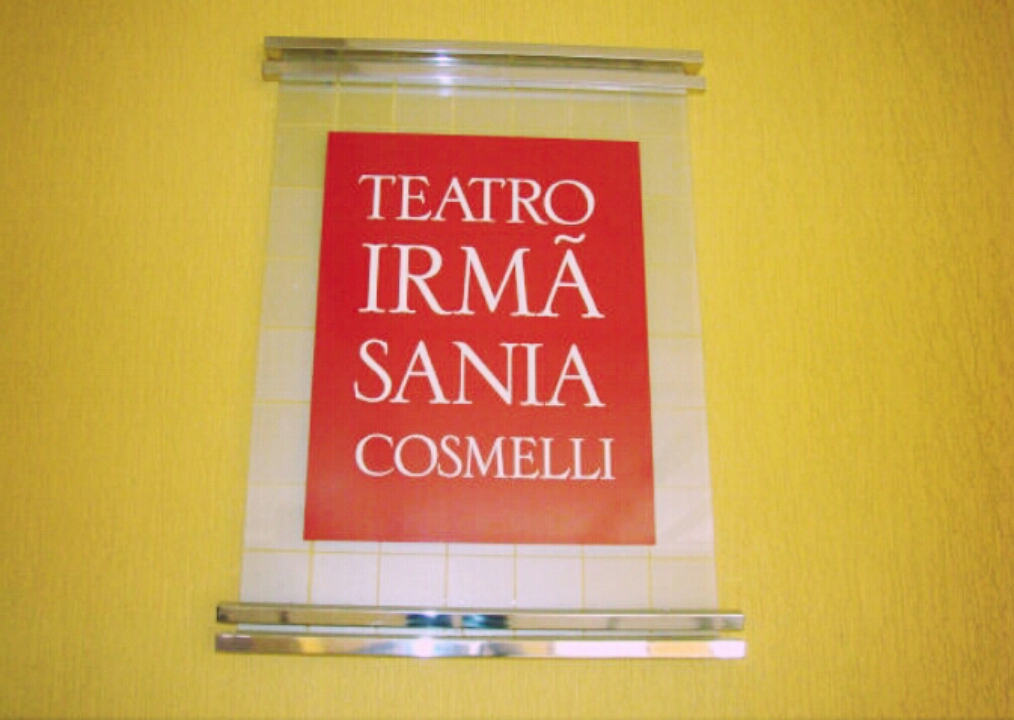 TEATRO
IRMÃ
SANIA
COSMELLI